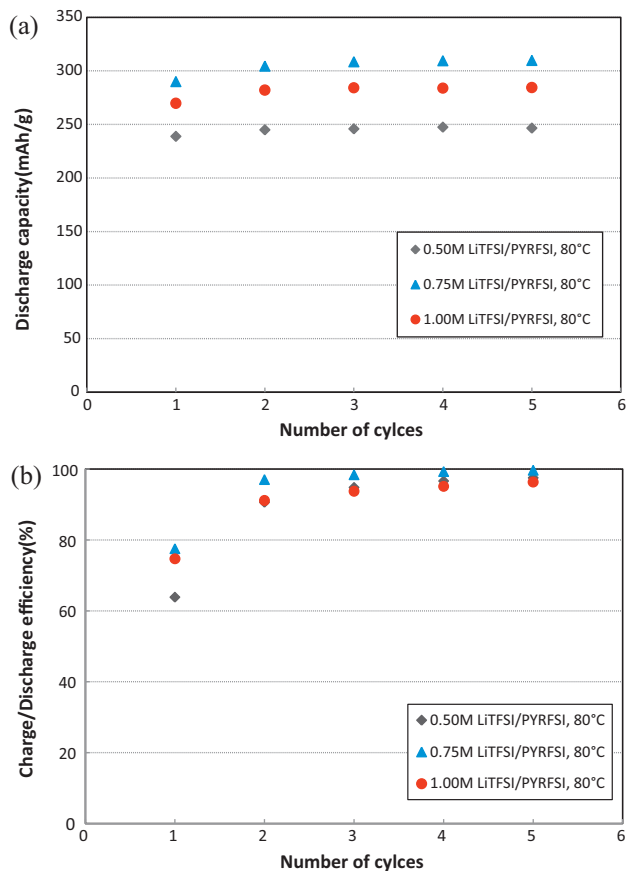 (a)
350
300
250
200
150
100
50
0
Discharge capacity(mAh/g)
0.50M LiTFSI/PYRFSI, 80°C
0.75M LiTFSI/PYRFSI, 80°C
1.00M LiTFSI/PYRFSI, 80°C
0 1 2 3 4 5 6
Number of cylces
(b)
100
80
60
40
20
0
Charge/Discharge efficiency(%)
0.50M LiTFSI/PYRFSI, 80°C
0.75M LiTFSI/PYRFSI, 80°C
1.00M LiTFSI/PYRFSI, 80°C
0 1 2 3 4 5 6
Number of cylces